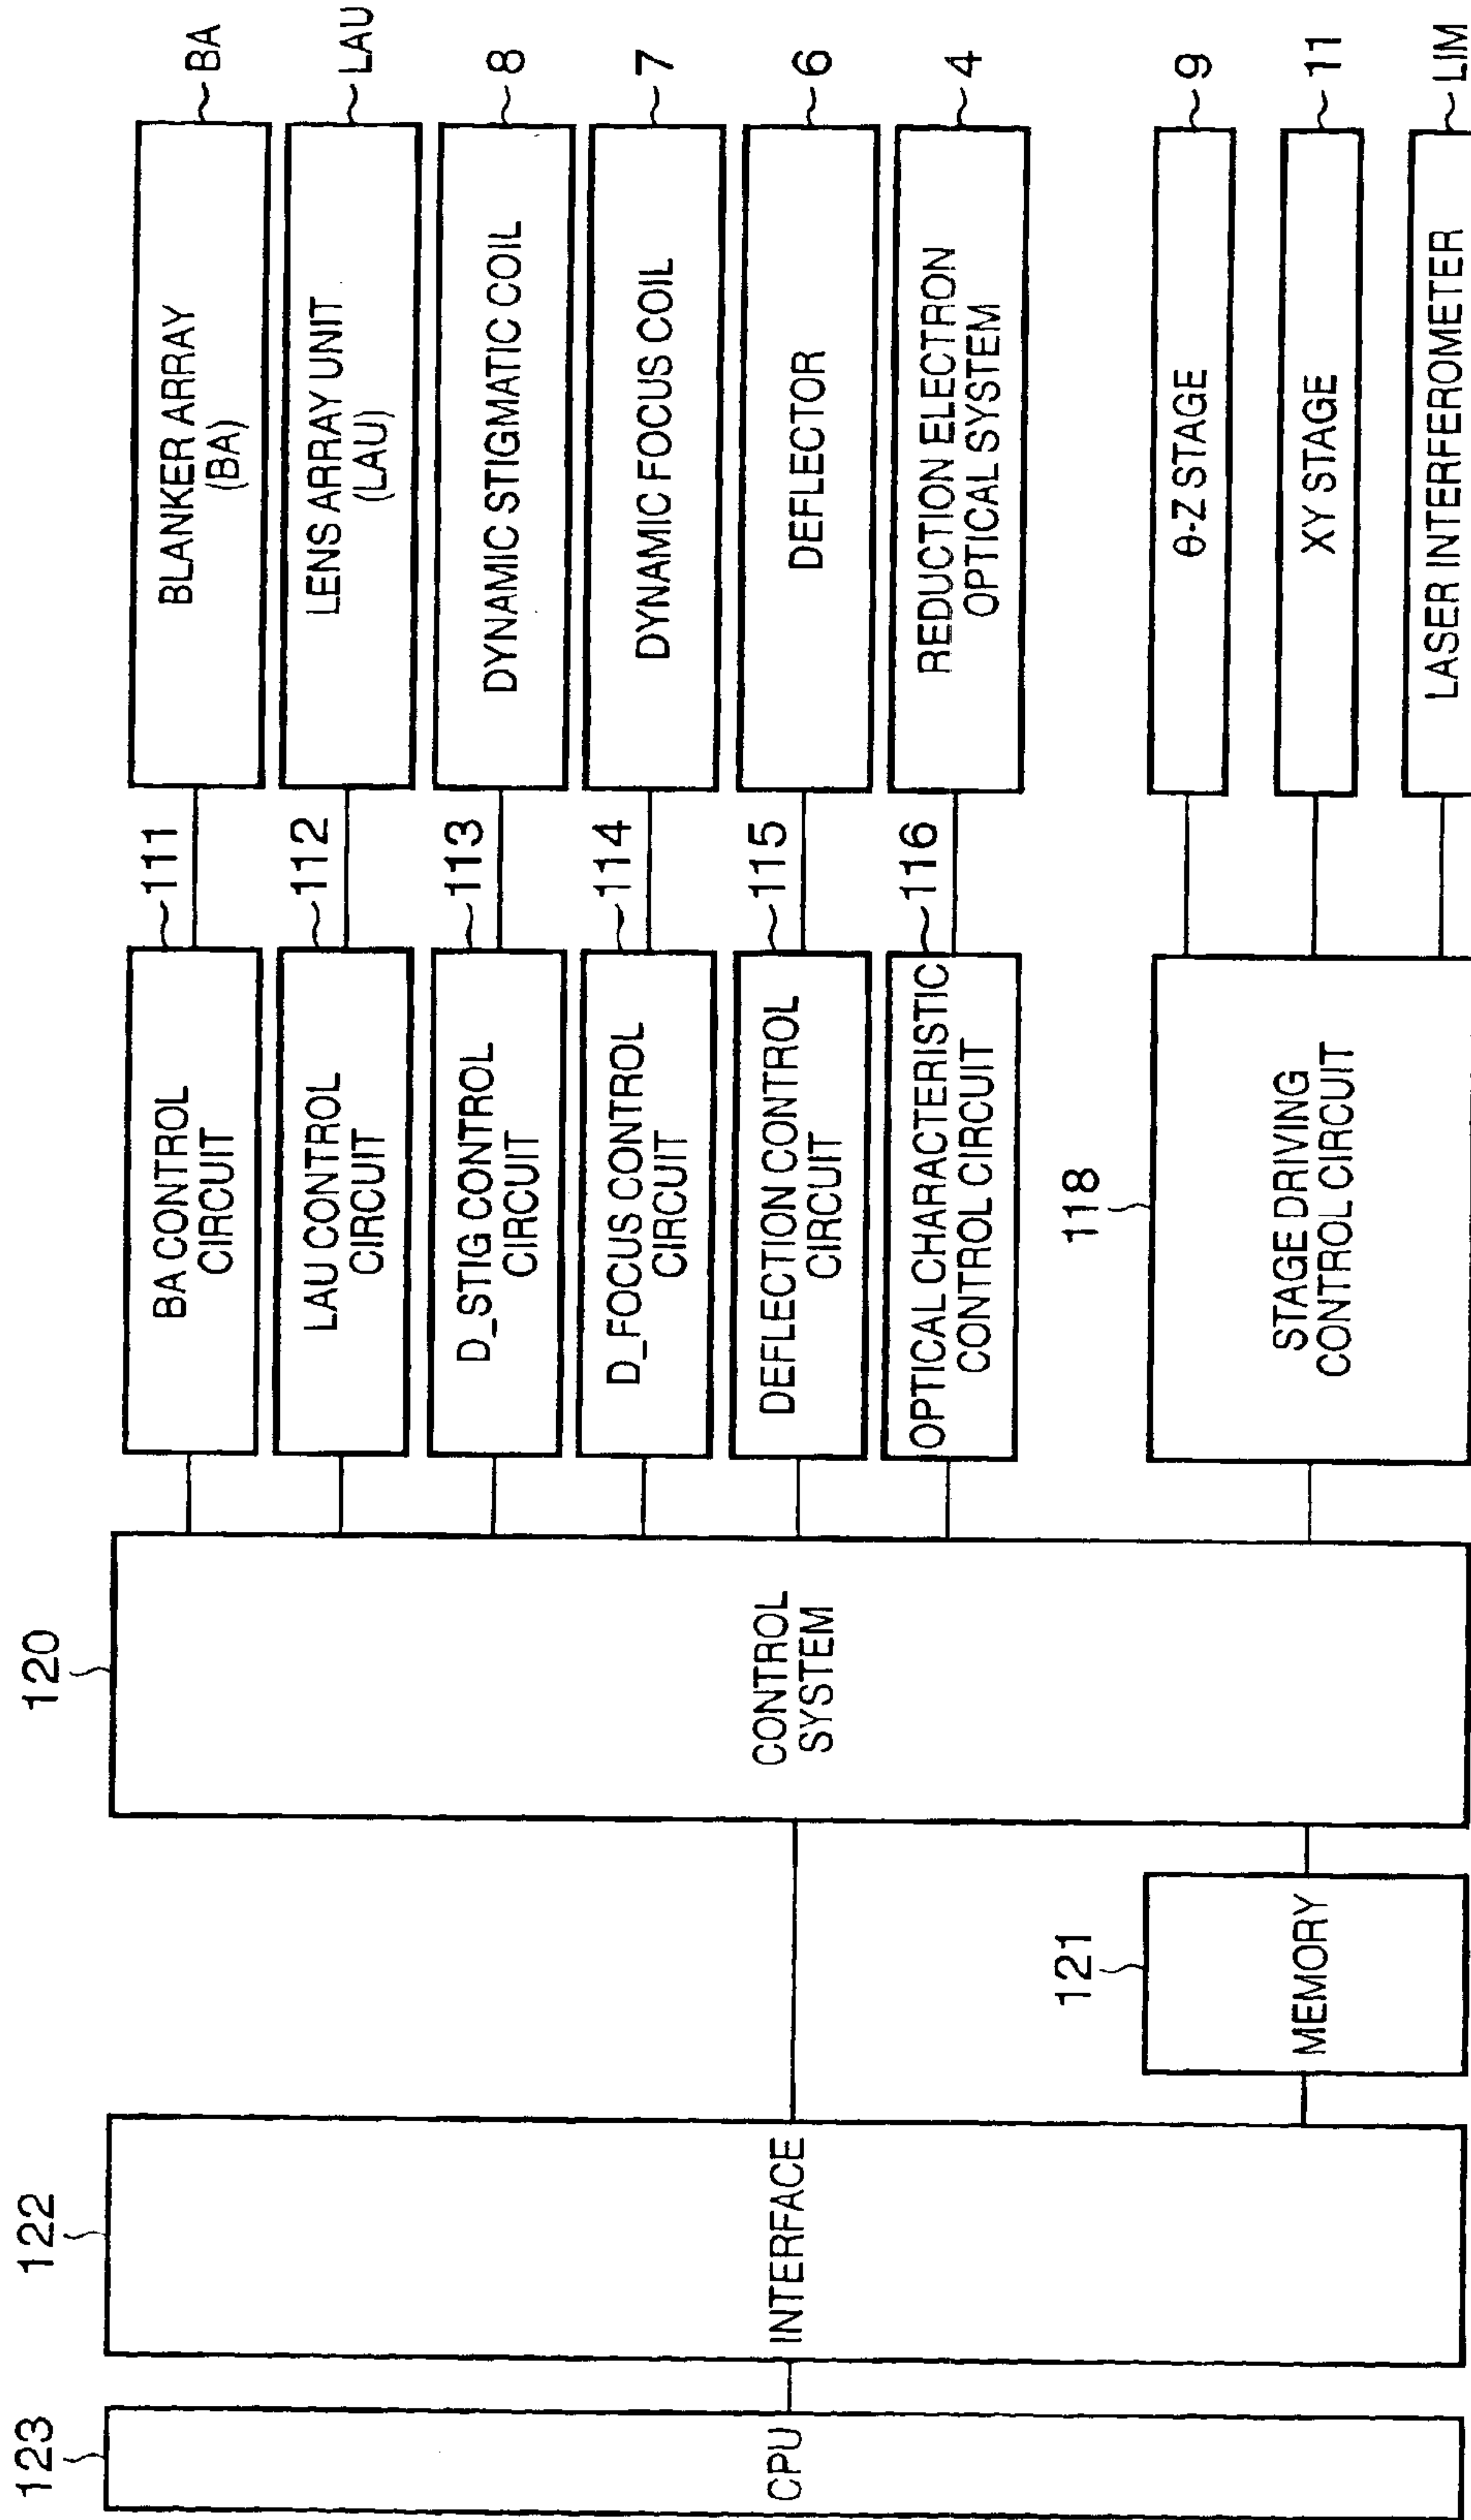 123
CPU
122
INTERFACE
121
MEMORY
120
CONTROL
SYSTEM
BA CONTROL
CIRCUIT
111
BLANKER ARRAY
(BA)
BA
LAU CONTROL
CIRCUIT
112
LENS ARRAY UNIT
(LAU)
LAU
D_STIG CONTROL
CIRCUIT
113
DYNAMIC STIGMATIC COIL
8
D_FOCUS CONTROL
CIRCUIT
114
DYNAMIC FOCUS COIL
7
DEFLECTION CONTROL
CIRCUIT
115
DEFLECTOR
6
OPTICAL CHARACTERISTIC
CONTROL CIRCUIT
116
REDUCTION ELECTRON
OPTICAL SYSTEM
4
118
STAGE DRIVING
CONTROL CIRCUIT
θ-Z STAGE
9
XY STAGE
11
LASER INTERFEROMETER
LIM